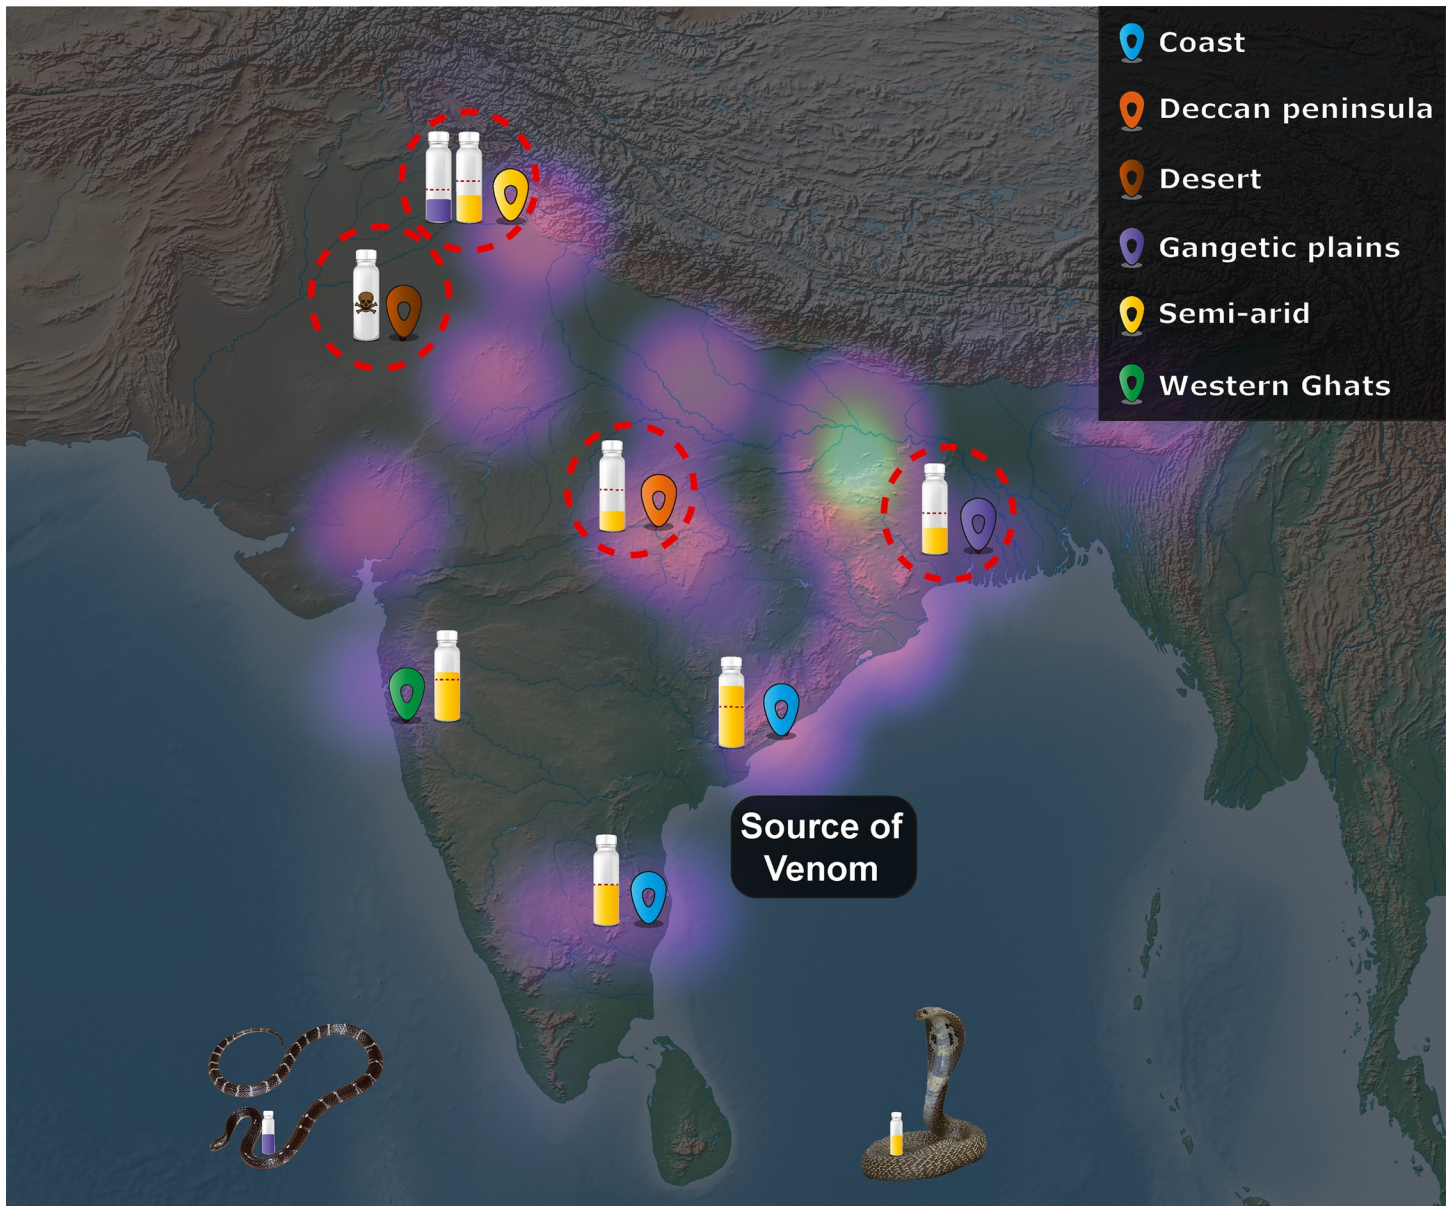 Coast
Deccan peninsula
Desert
Gangetic plains
Semi-arid
Western Ghats
Source of
Venom